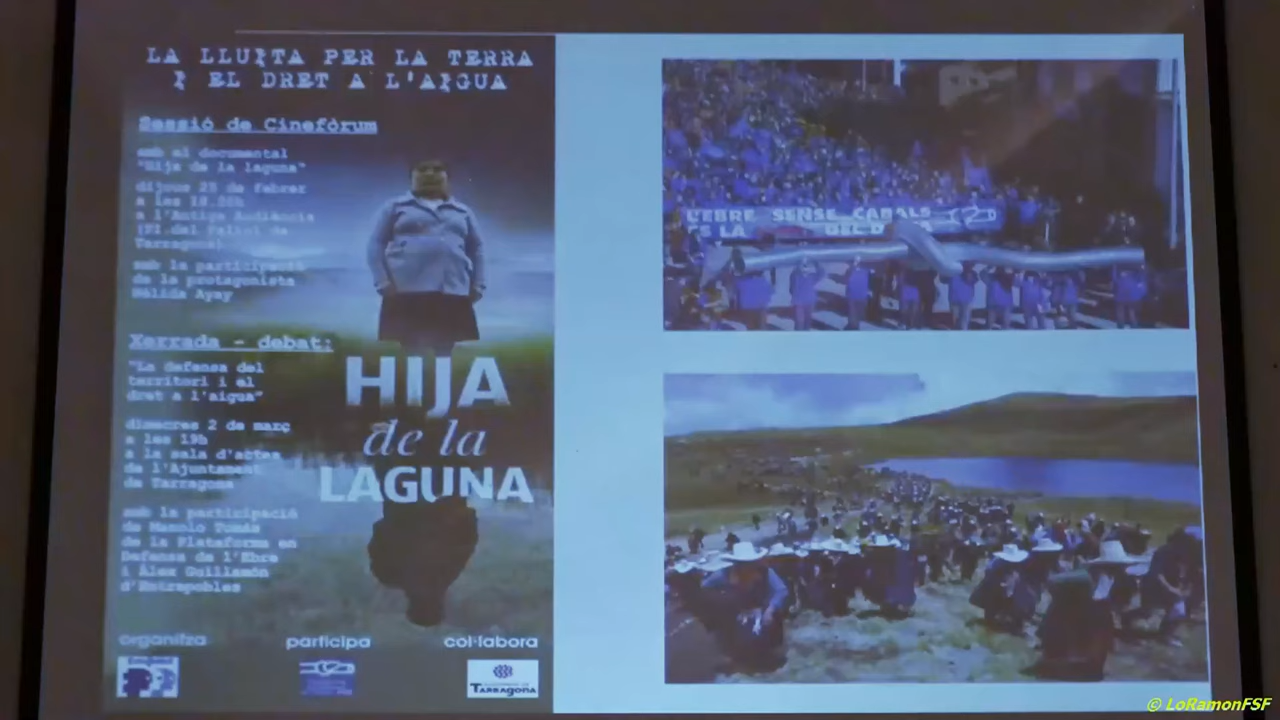 LA LLUITA PER LA TERRA
I EL DRET A L'AIGUA
Sessió de Cinefòrum
amb el documental
"Hija de la laguna"
dijous 25 de febrer
a les 18.30h
a l'Antiga Audiència
(Pl.del Pallol de
Tarragona)
amb la participació
de la protagonista
Nèlida Ayay
Xerrada - debat:
"La defensa del
territori i el
dret a l'aigua"
dimecres 2 de març
a les 19h
a la sala d'actes
de l'Ajuntament
de Tarragona
amb la participació
de Manolo Tomás
de la Plataforma en
Defensa de l'Ebre
i Àlex Guillamón
d'Entrepobles
HIJA
de la
LAGUNA
organitza
participa
col·labora
TARRAGONA
L'EBRE SENSE CABALS
ÉS LA
© LoRamonFSF